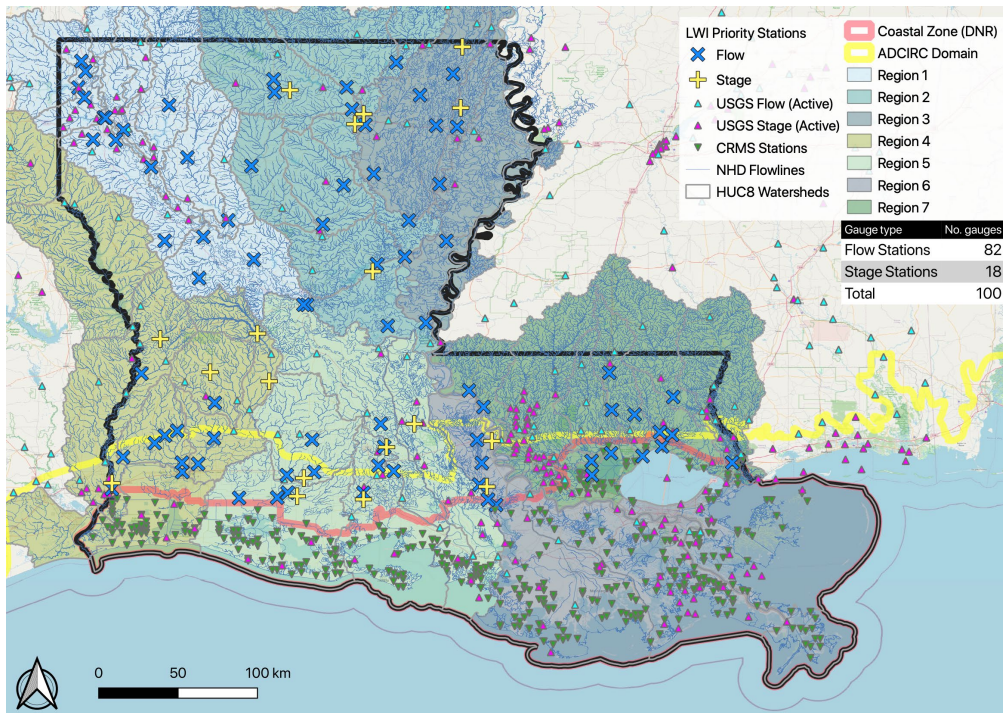 LWI Priority Stations
Flow
Stage
USGS Flow (Active)
USGS Stage (Active)
CRMS Stations
NHD Flowlines
HUC8 Watersheds
Coastal Zone (DNR)
ADCIRC Domain
Region 1
Region 2
Region 3
Region 4
Region 5
Region 6
Region 7
Gauge type No. gauges
Flow Stations 82
Stage Stations 18
Total 100
0 50 100 km